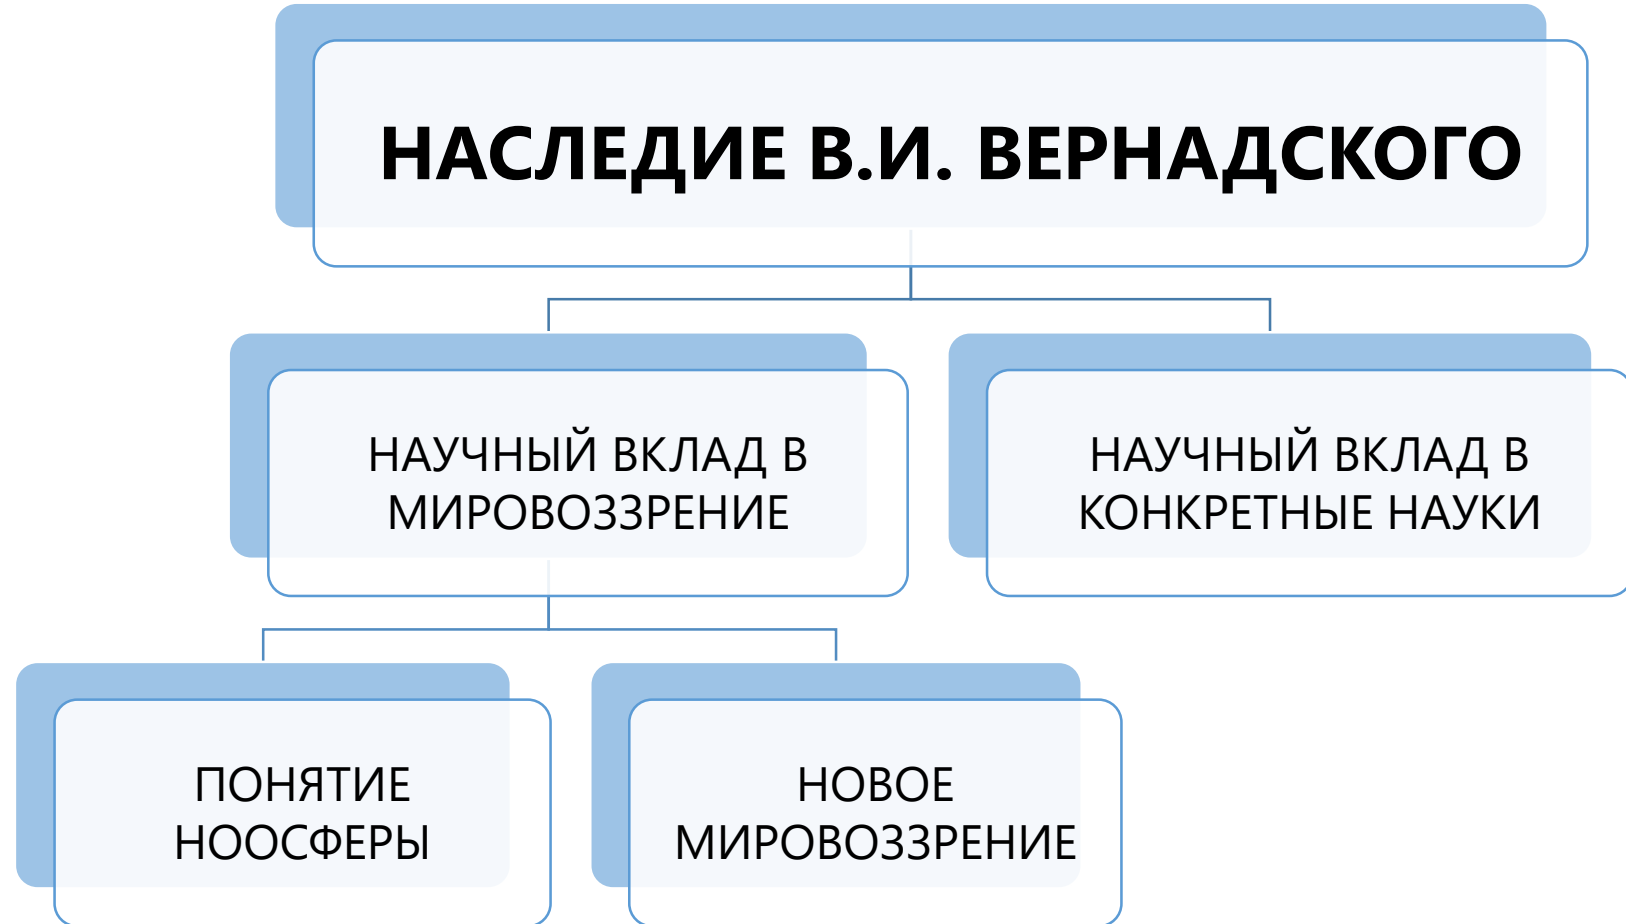 НАСЛЕДИЕ В.И. ВЕРНАДСКОГО
НАУЧНЫЙ ВКЛАД В
МИРОВОЗЗРЕНИЕ
НАУЧНЫЙ ВКЛАД В
КОНКРЕТНЫЕ НАУКИ
ПОНЯТИЕ
НООСФЕРЫ
НОВОЕ
МИРОВОЗЗРЕНИЕ